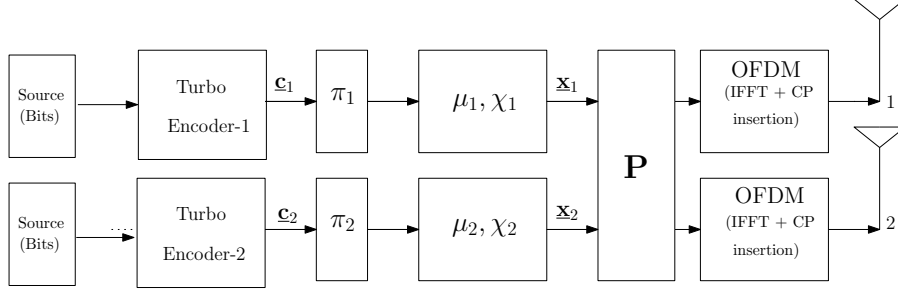 Source
(Bits)
Turbo
Encoder-1
c₁
π₁
μ₁, χ₁
x₁
P
OFDM
(IFFT + CP
insertion)
1
Source
(Bits)
.....
Turbo
Encoder-2
c₂
π₂
μ₂, χ₂
x₂
OFDM
(IFFT + CP
insertion)
2